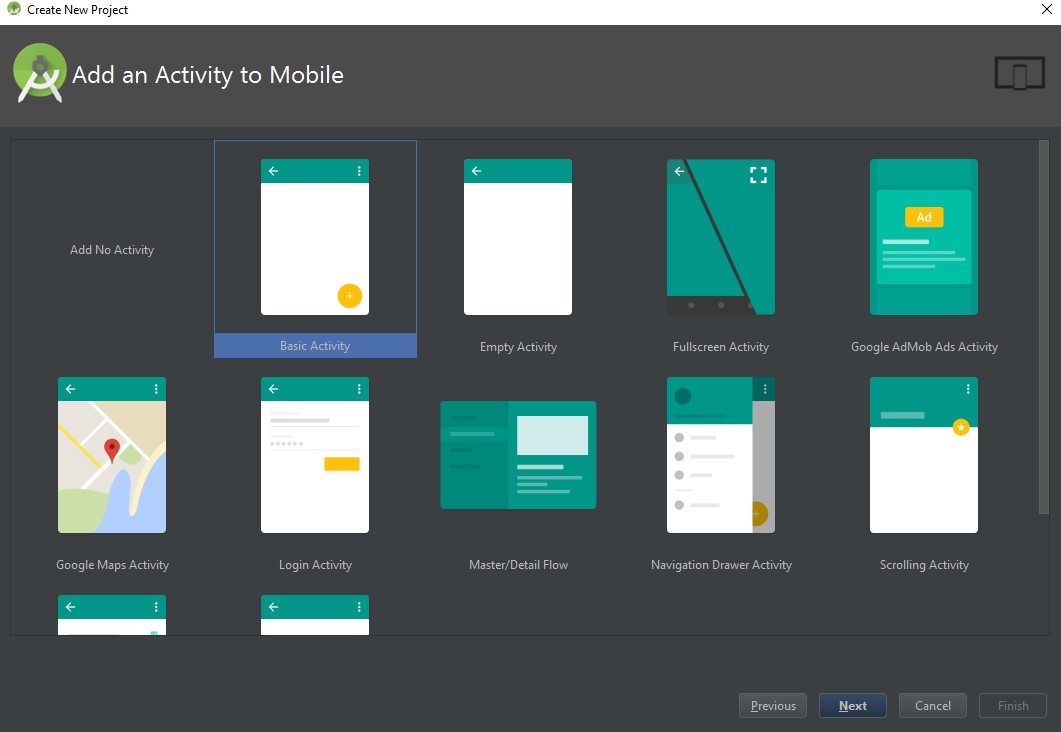 Create New Project
Add an Activity to Mobile
Add No Activity
Basic Activity
Empty Activity
Fullscreen Activity
Ad
Google AdMob Ads Activity
Google Maps Activity
Login Activity
Master/Detail Flow
Navigation Drawer Activity
Scrolling Activity
Previous
Next
Cancel
Finish